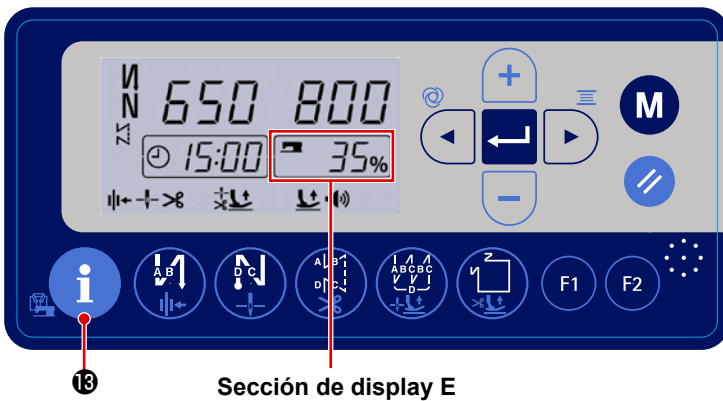 N N 650 800
15:00 35%
M
i A B D C A B D C A B C B C D F1 F2
⓭
Sección de display E